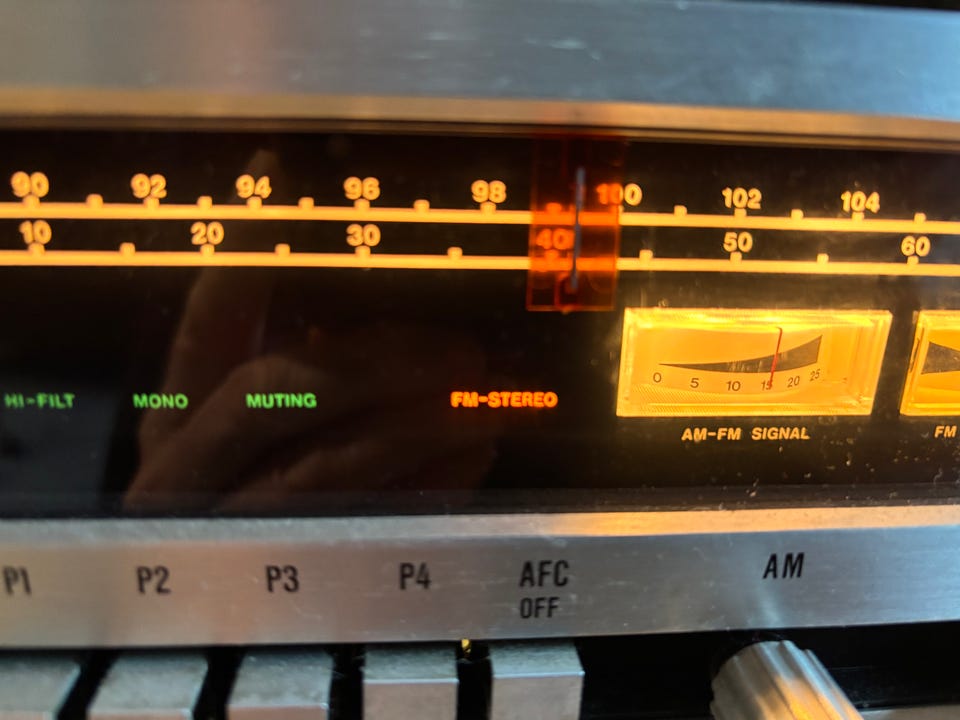 90 92 94 96 98 100 102 104
10 20 30 40 50 60
0 5 10 15 20 25
HI-FILT MONO MUTING FM-STEREO
AM-FM SIGNAL FM
P1 P2 P3 P4 AFC AM
OFF